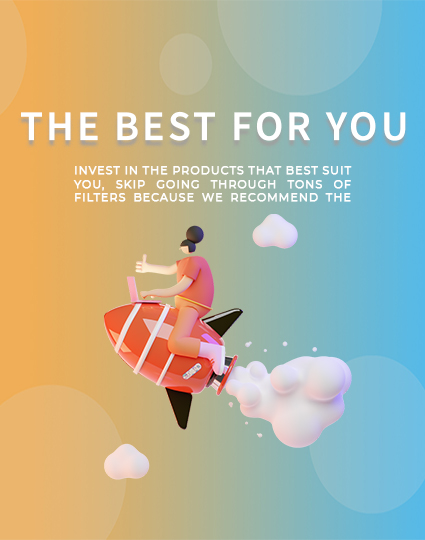 THE BEST FOR YOU
INVEST IN THE PRODUCTS THAT BEST SUIT
YOU, SKIP GOING THROUGH TONS OF
FILTERS BECAUSE WE RECOMMEND THE